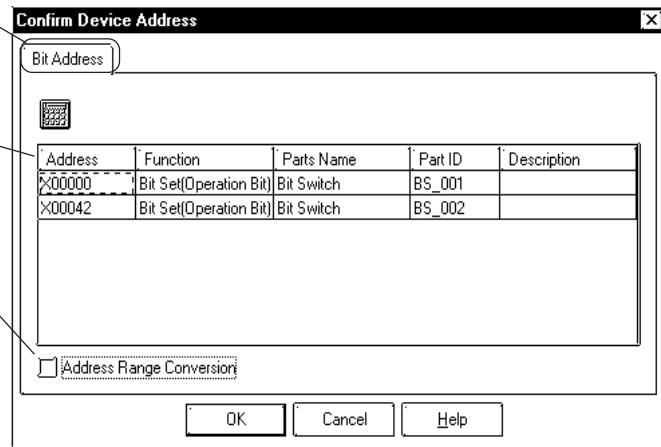 Confirm Device Address
Bit Address
Address Function Parts Name Part ID Description
X00000 Bit Set(Operation Bit) Bit Switch BS_001
X00042 Bit Set(Operation Bit) Bit Switch BS_002
Address Range Conversion
OK Cancel Help